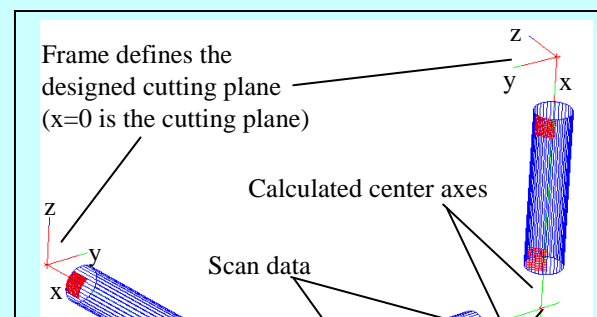 z
Frame defines the
designed cutting plane
(x=0 is the cutting plane)
y
x
Calculated center axes
z
y
Scan data
x